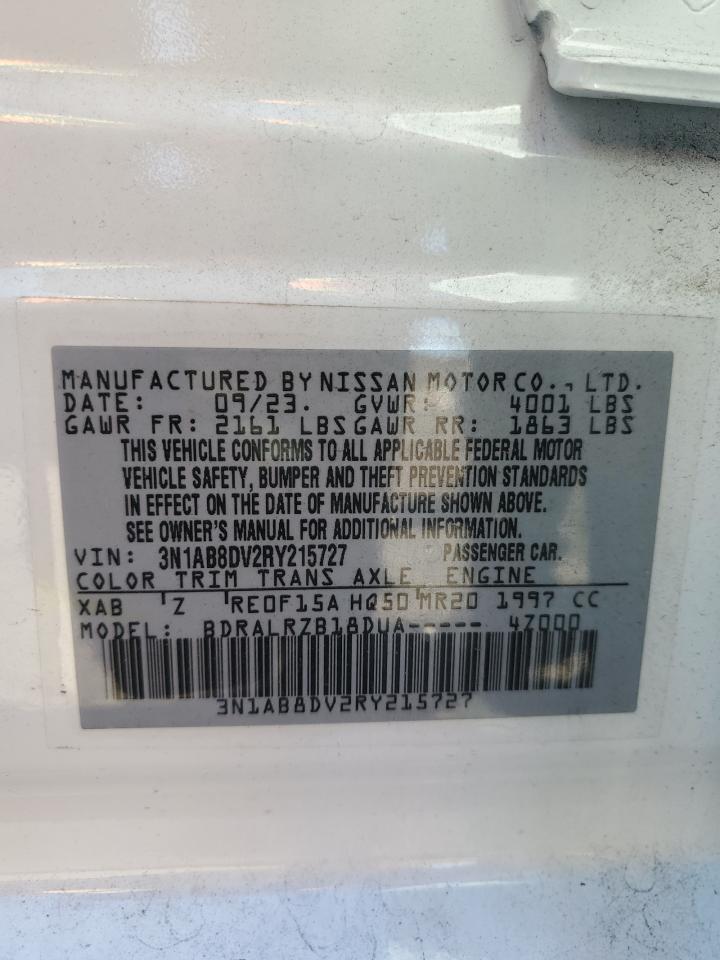 MANUFACTURED BY NISSAN MOTOR CO., LTD.
DATE: 09/23. GVWR: 4001 LBS
GAWR FR: 2161 LBS GAWR RR: 1863 LBS
THIS VEHICLE CONFORMS TO ALL APPLICABLE FEDERAL MOTOR
VEHICLE SAFETY, BUMPER AND THEFT PREVENTION STANDARDS
IN EFFECT ON THE DATE OF MANUFACTURE SHOWN ABOVE.
SEE OWNER'S MANUAL FOR ADDITIONAL INFORMATION.
VIN: 3N1AB8DV2RY215727 PASSENGER CAR.
COLOR TRIM TRANS AXLE ENGINE
XAB Z RE0F15A HQ50 MR20 1997 CC
MODEL: BDRALRZB18DUA----- 4Z000
3N1AB8DV2RY215727